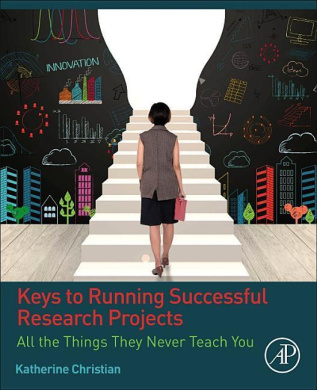 INNOVATION
Keys to Running Successful
Research Projects
All the Things They Never Teach You
Katherine Christian
AP